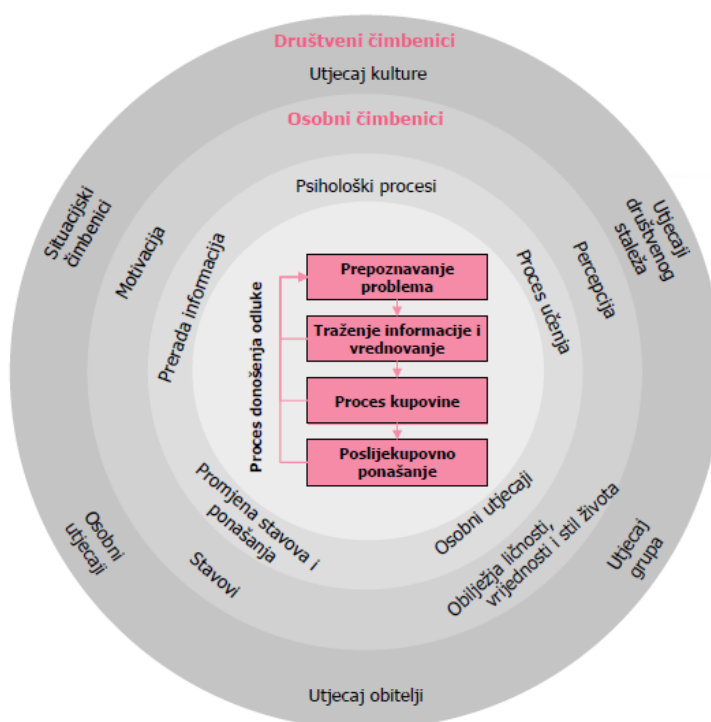 Društveni čimbenici
Utjecaj kulture
Osobni čimbenici
Psihološki procesi
Situacijski
čimbenici
Motivacija
Prerada informacija
Proces učenja
Percepcija
Utjecaji
društvenog
staleža
Proces donošenja odluke
Prepoznavanje
problema
Traženje informacije i
vrednovanje
Proces kupovine
Poslijekupovno
ponašanje
Osobni
utjecaji
Stavovi
Promjena stavova i
ponašanja
Osobni utjecaji
Obilježja ličnosti,
vrijednosti i stil života
Utjecaj
grupa
Utjecaj obitelji